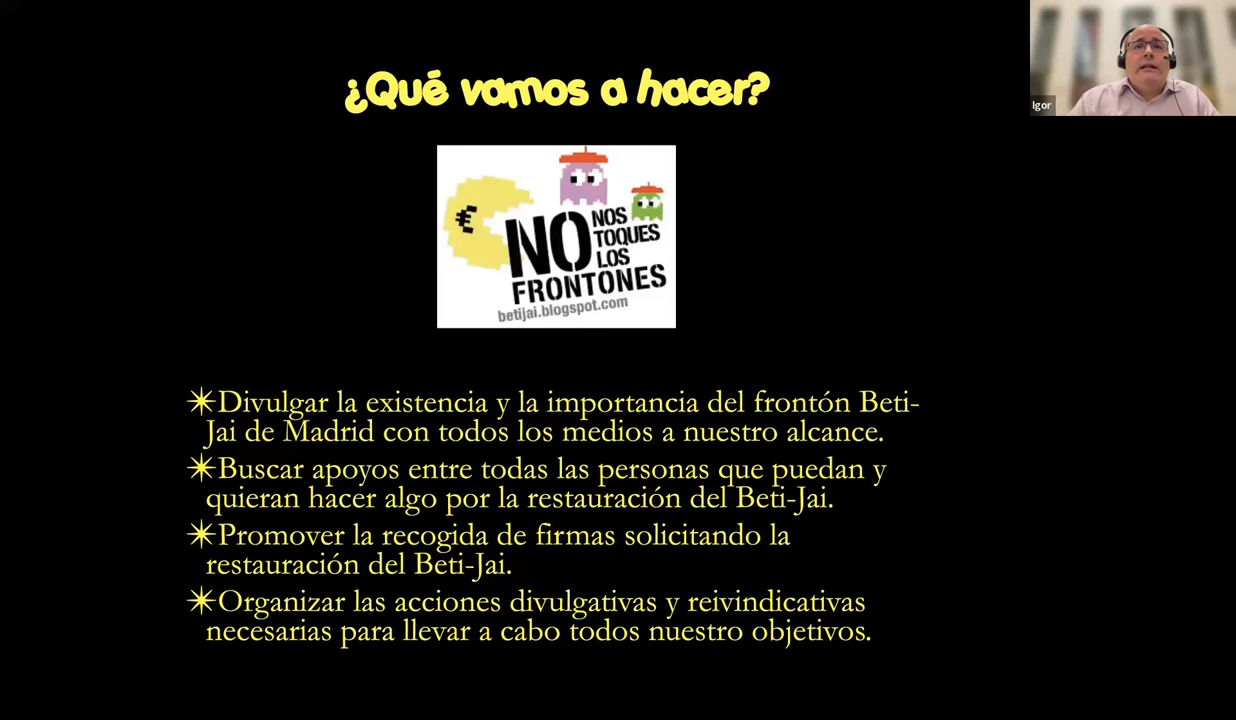 ¿Qué vamos a hacer?
Igor
€
NO NOS
TOQUES
LOS
FRONTONES
betijai.blogspot.com
Divulgar la existencia y la importancia del frontón Beti-
Jai de Madrid con todos los medios a nuestro alcance.
Buscar apoyos entre todas las personas que puedan y
quieran hacer algo por la restauración del Beti-Jai.
Promover la recogida de firmas solicitando la
restauración del Beti-Jai.
Organizar las acciones divulgativas y reivindicativas
necesarias para llevar a cabo todos nuestro objetivos.